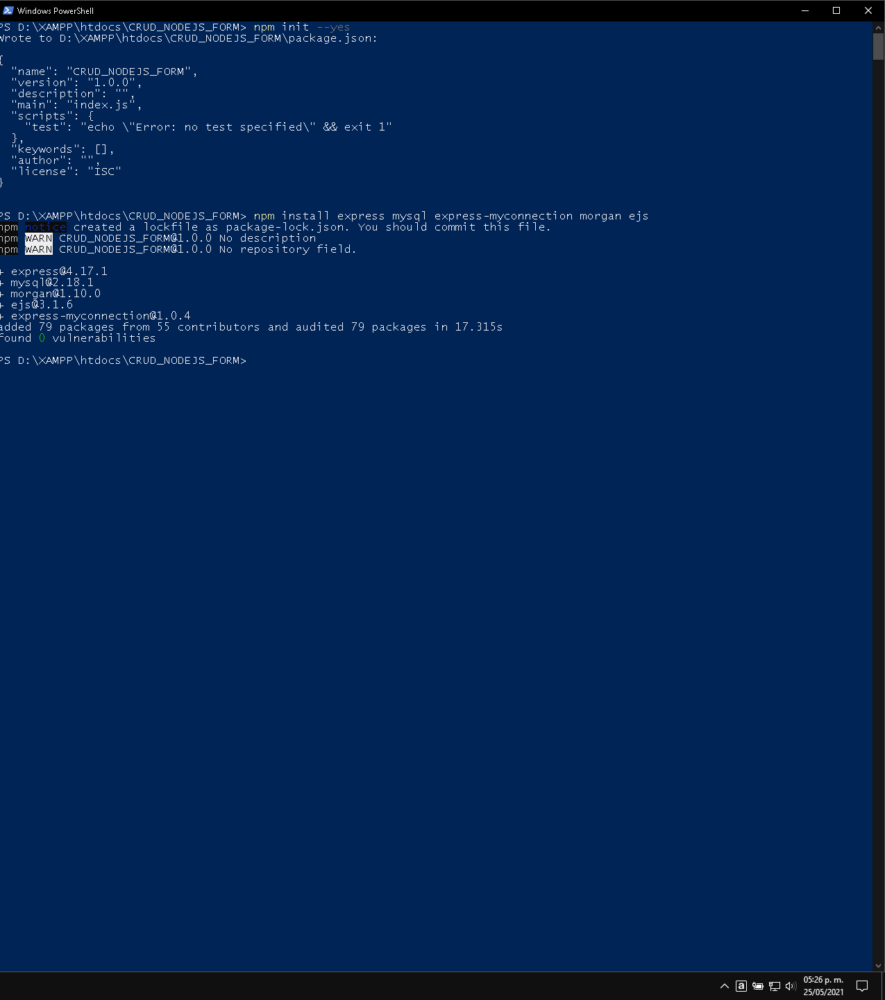 Windows PowerShell
PS D:\XAMPP\htdocs\CRUD_NODEJS_FORM> npm init --yes
Wrote to D:\XAMPP\htdocs\CRUD_NODEJS_FORM\package.json:
{
  "name": "CRUD_NODEJS_FORM",
  "version": "1.0.0",
  "description": "",
  "main": "index.js",
  "scripts": {
    "test": "echo \"Error: no test specified\" && exit 1"
  },
  "keywords": [],
  "author": "",
  "license": "ISC"
}
PS D:\XAMPP\htdocs\CRUD_NODEJS_FORM> npm install express mysql express-myconnection morgan ejs
npm notice created a lockfile as package-lock.json. You should commit this file.
npm WARN CRUD_NODEJS_FORM@1.0.0 No description
npm WARN CRUD_NODEJS_FORM@1.0.0 No repository field.
+ express@4.17.1
+ mysql@2.18.1
+ morgan@1.10.0
+ ejs@3.1.6
+ express-myconnection@1.0.4
added 79 packages from 55 contributors and audited 79 packages in 17.315s
found 0 vulnerabilities
PS D:\XAMPP\htdocs\CRUD_NODEJS_FORM>
a
05:26 p. m.
25/05/2021